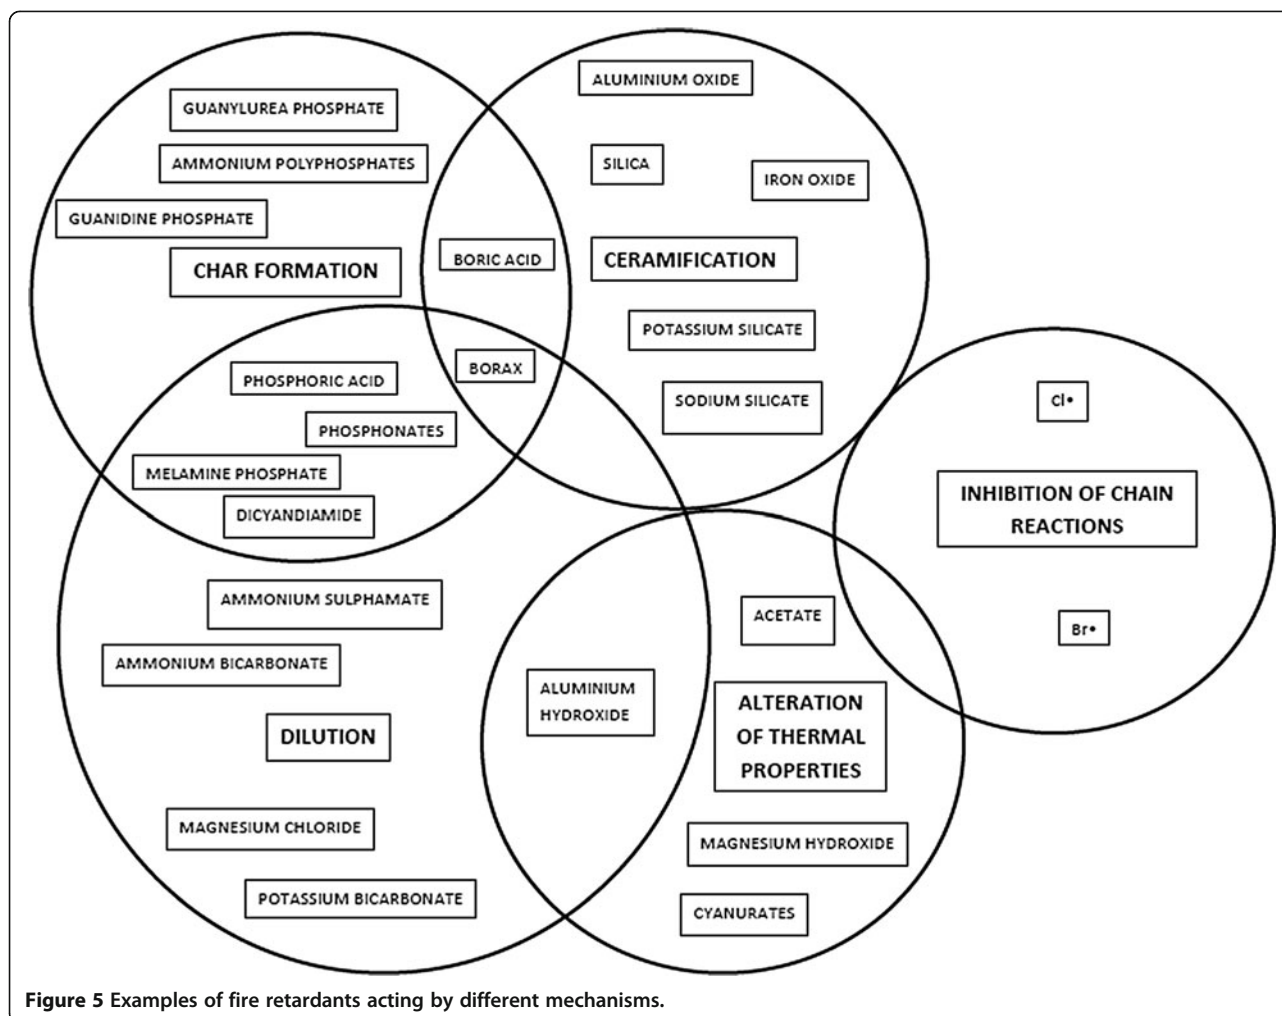 GUANYLUREA PHOSPHATE
AMMONIUM POLYPHOSPHATES
GUANIDINE PHOSPHATE
CHAR FORMATION
ALUMINIUM OXIDE
SILICA
IRON OXIDE
BORIC ACID
CERAMIFICATION
POTASSIUM SILICATE
SODIUM SILICATE
BORAX
PHOSPHORIC ACID
PHOSPHONATES
MELAMINE PHOSPHATE
DICYANDIAMIDE
Cl•
INHIBITION OF CHAIN
REACTIONS
Br•
AMMONIUM SULPHAMATE
AMMONIUM BICARBONATE
DILUTION
MAGNESIUM CHLORIDE
POTASSIUM BICARBONATE
ALUMINIUM
HYDROXIDE
ACETATE
ALTERATION
OF THERMAL
PROPERTIES
MAGNESIUM HYDROXIDE
CYANURATES
Figure 5 Examples of fire retardants acting by different mechanisms.